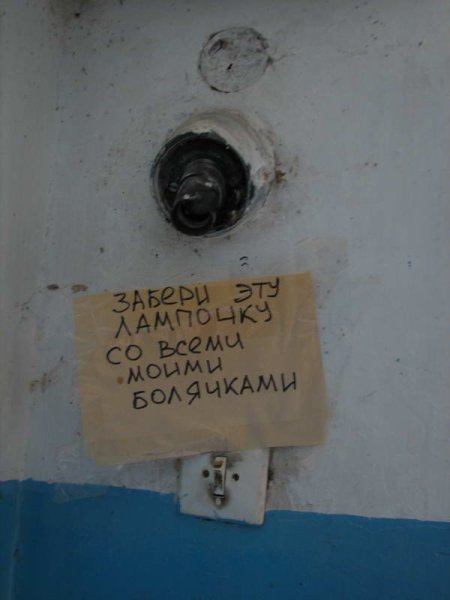 ЗАБЕРИ ЭТУ
ЛАМПОЧКУ
СО ВСЕМИ
МОИМИ
БОЛЯЧКАМИ